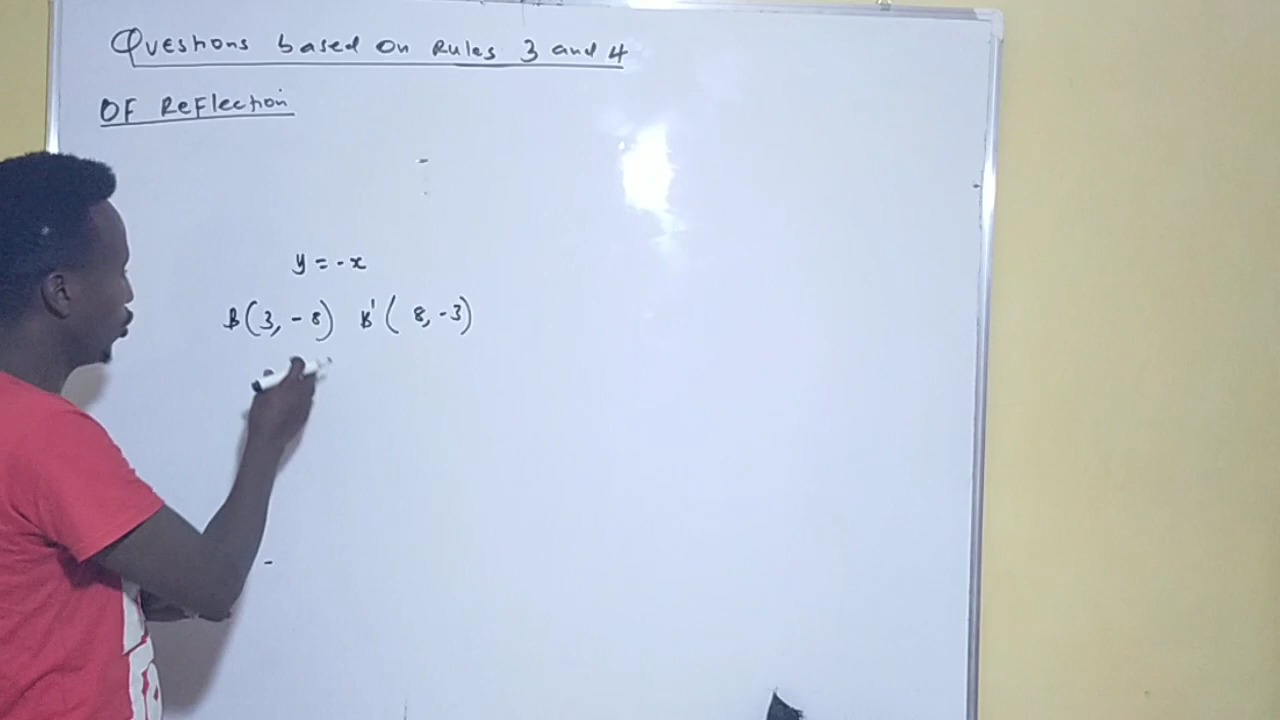 Questions based on Rules 3 and 4
OF Reflection
y = -x
B(3, -8) B'( 8, -3)